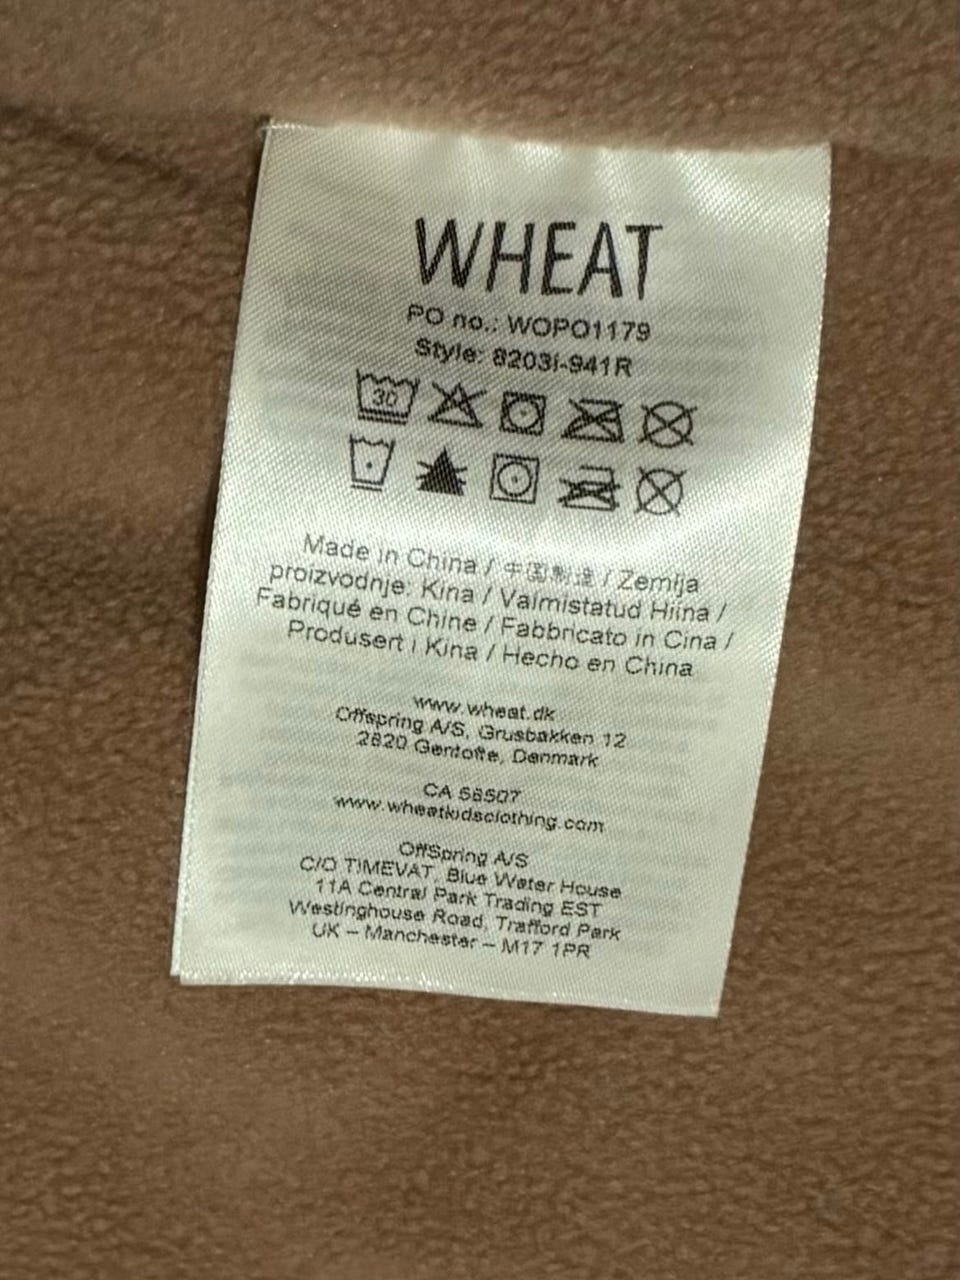 WHEAT
PO no.: WOPO1179
Style: 8203i-941R
30
Made in China / 中国制造 / Zemlja
proizvodnje: Kina / Valmistatud Hiina /
Fabriqué en Chine / Fabbricato in Cina /
Produsert i Kina / Hecho en China
www.wheat.dk
Offspring A/S, Grusbakken 12
2820 Gentofte, Denmark
CA 58507
www.wheatkidsclothing.com
OffSpring A/S
C/O TIMEVAT, Blue Water House
11A Central Park Trading EST
Westinghouse Road, Trafford Park
UK – Manchester – M17 1PR